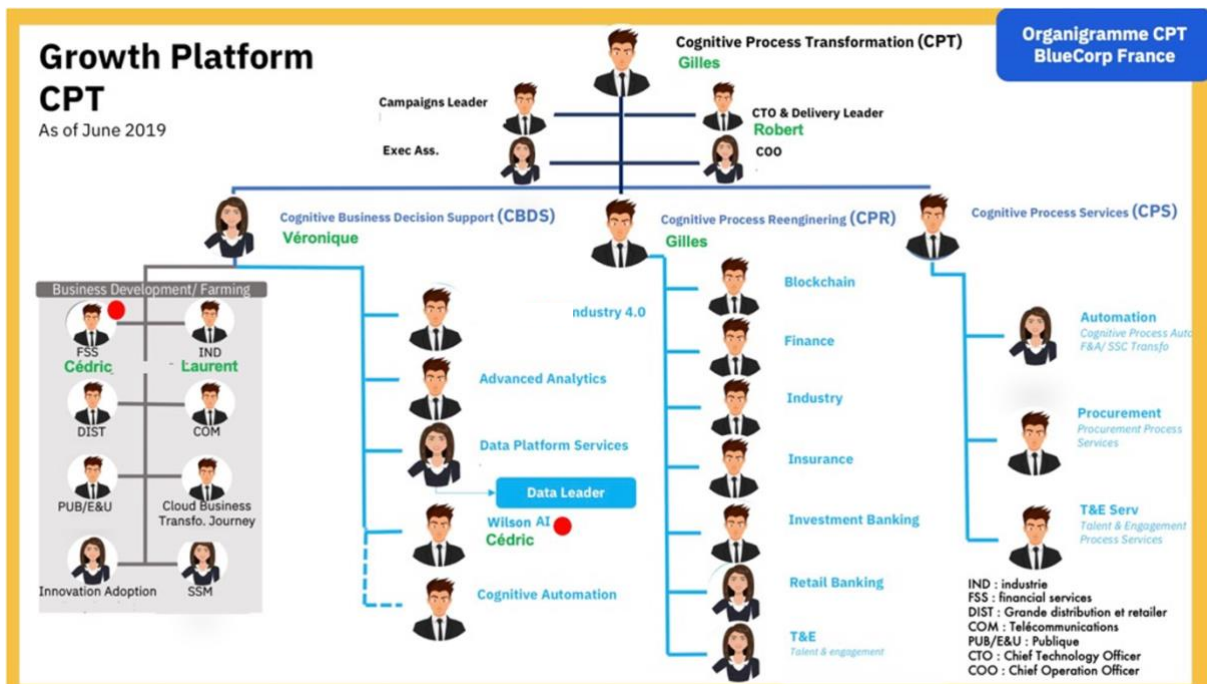 Growth Platform
CPT
As of June 2019
Organigramme CPT
BlueCorp France
Cognitive Process Transformation (CPT)
Gilles
Campaigns Leader
CTO & Delivery Leader
Robert
Exec Ass.
COO
Cognitive Business Decision Support (CBDS)
Véronique
Cognitive Process Reenginering (CPR)
Gilles
Cognitive Process Services (CPS)
Business Development/ Farming
FSS
Cédric
IND
Laurent
DIST
COM
PUB/E&U
Cloud Business
Transfo. Journey
Innovation Adoption
SSM
ndustry 4.0
Advanced Analytics
Data Platform Services
Data Leader
Wilson AI
Cédric
Cognitive Automation
Blockchain
Finance
Industry
Insurance
Investment Banking
Retail Banking
T&E
Talent & engagement
Automation
Cognitive Process Auto
F&A/ SSC Transfo
Procurement
Procurement Process
Services
T&E Serv
Talent & Engagement
Process Services
IND : industrie
FSS : financial services
DIST : Grande distribution et retailer
COM : Telécommunications
PUB/E&U : Publique
CTO : Chief Technology Officer
COO : Chief Operation Officer